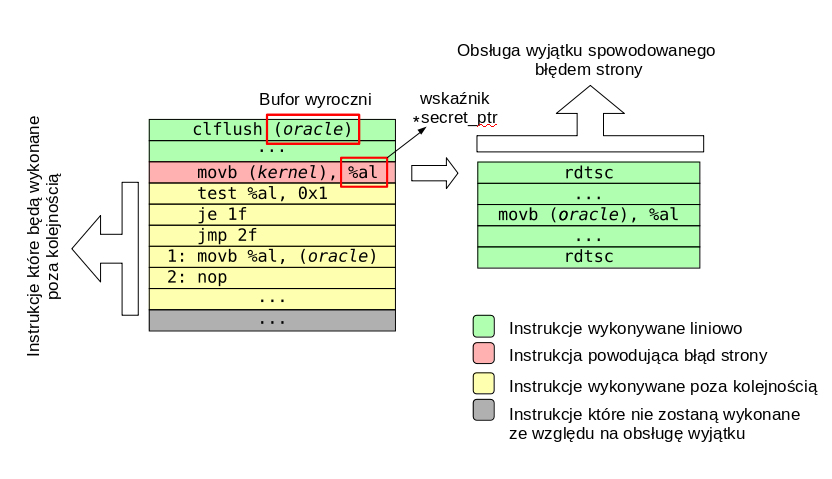 Obsługa wyjątku spowodowanego
błędem strony
Bufor wyroczni
wskaźnik
*secret_ptr
Instrukcje które będą wykonane
poza kolejnością
clflush (oracle)
...
movb (kernel), %al
test %al, 0x1
je 1f
jmp 2f
1: movb %al, (oracle)
2: nop
...
...
rdtsc
...
movb (oracle), %al
...
rdtsc
Instrukcje wykonywane liniowo
Instrukcja powodująca błąd strony
Instrukcje wykonywane poza kolejnością
Instrukcje które nie zostaną wykonane
ze względu na obsługę wyjątku